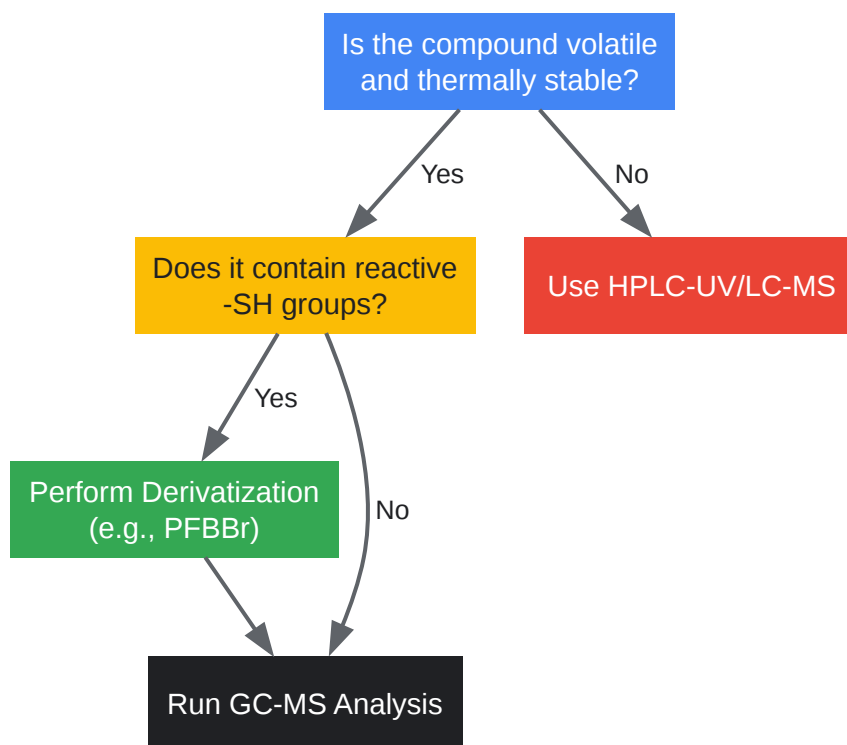 Is the compound volatile
and thermally stable?
Yes
No
Does it contain reactive
-SH groups?
Use HPLC-UV/LC-MS
Yes
Perform Derivatization
(e.g., PFBBr)
No
Run GC-MS Analysis